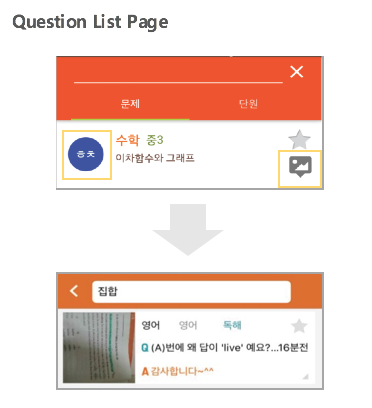 Question List Page
문제 단원
수학 중3
이차함수와 그래프
집합
영어 영어 독해
Q (A)번에 왜 답이 'live' 예요?...16분전
A 감사합니다~^^